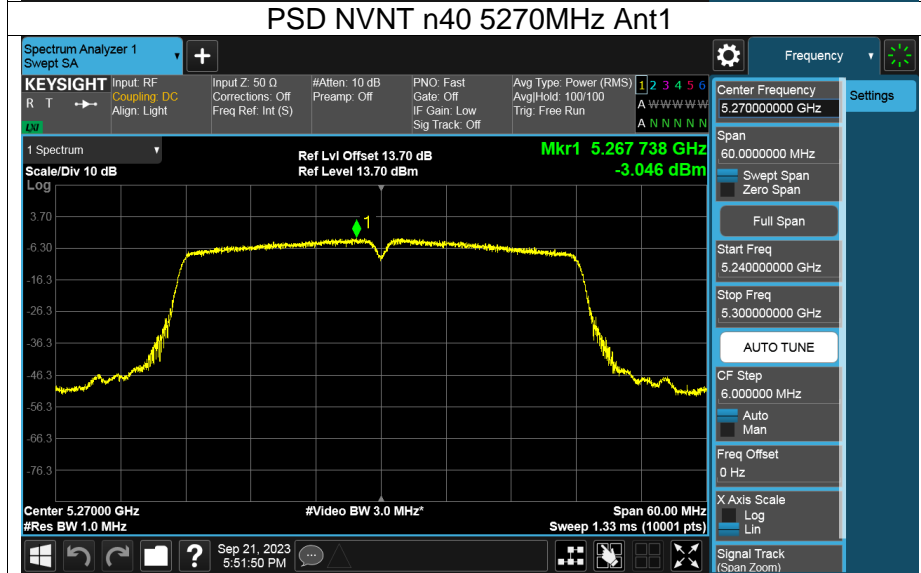 PSD NVNT n40 5270MHz Ant1
Spectrum Analyzer 1
Swept SA
+
Frequency
KEYSIGHT
R T
LXI
Input: RF
Coupling: DC
Align: Light
Input Z: 50 Ω
Corrections: Off
Freq Ref: Int (S)
#Atten: 10 dB
Preamp: Off
PNO: Fast
Gate: Off
IF Gain: Low
Sig Track: Off
Avg Type: Power (RMS)
Avg|Hold: 100/100
Trig: Free Run
1 2 3 4 5 6
A W W W W W
A N N N N N
1 Spectrum
Scale/Div 10 dB
Log
Ref Lvl Offset 13.70 dB
Ref Level 13.70 dBm
Mkr1 5.267 738 GHz
-3.046 dBm
1
3.70
-6.30
-16.3
-26.3
-36.3
-46.3
-56.3
-66.3
-76.3
Center 5.27000 GHz
#Video BW 3.0 MHz*
Span 60.00 MHz
#Res BW 1.0 MHz
Sweep 1.33 ms (10001 pts)
?
Sep 21, 2023
5:51:50 PM
Center Frequency
5.270000000 GHz
Settings
Span
60.0000000 MHz
Swept Span
Zero Span
Full Span
Start Freq
5.240000000 GHz
Stop Freq
5.300000000 GHz
AUTO TUNE
CF Step
6.000000 MHz
Auto
Man
Freq Offset
0 Hz
X Axis Scale
Log
Lin
Signal Track
(Span Zoom)